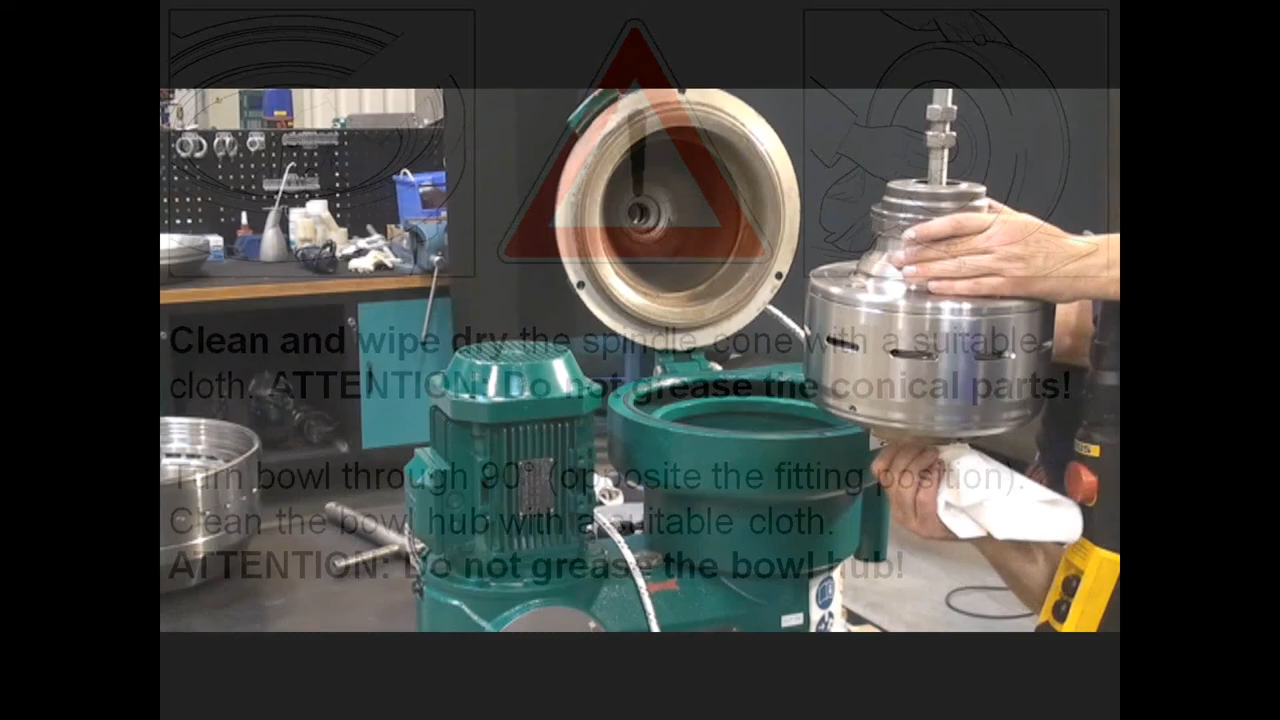 Clean and wipe dry the spindle cone with a suitable
cloth. ATTENTION: Do not grease the conical parts!
Turn bowl through 90° (opposite the fitting position).
Clean the bowl hub with a suitable cloth.
ATTENTION: Do not grease the bowl hub!